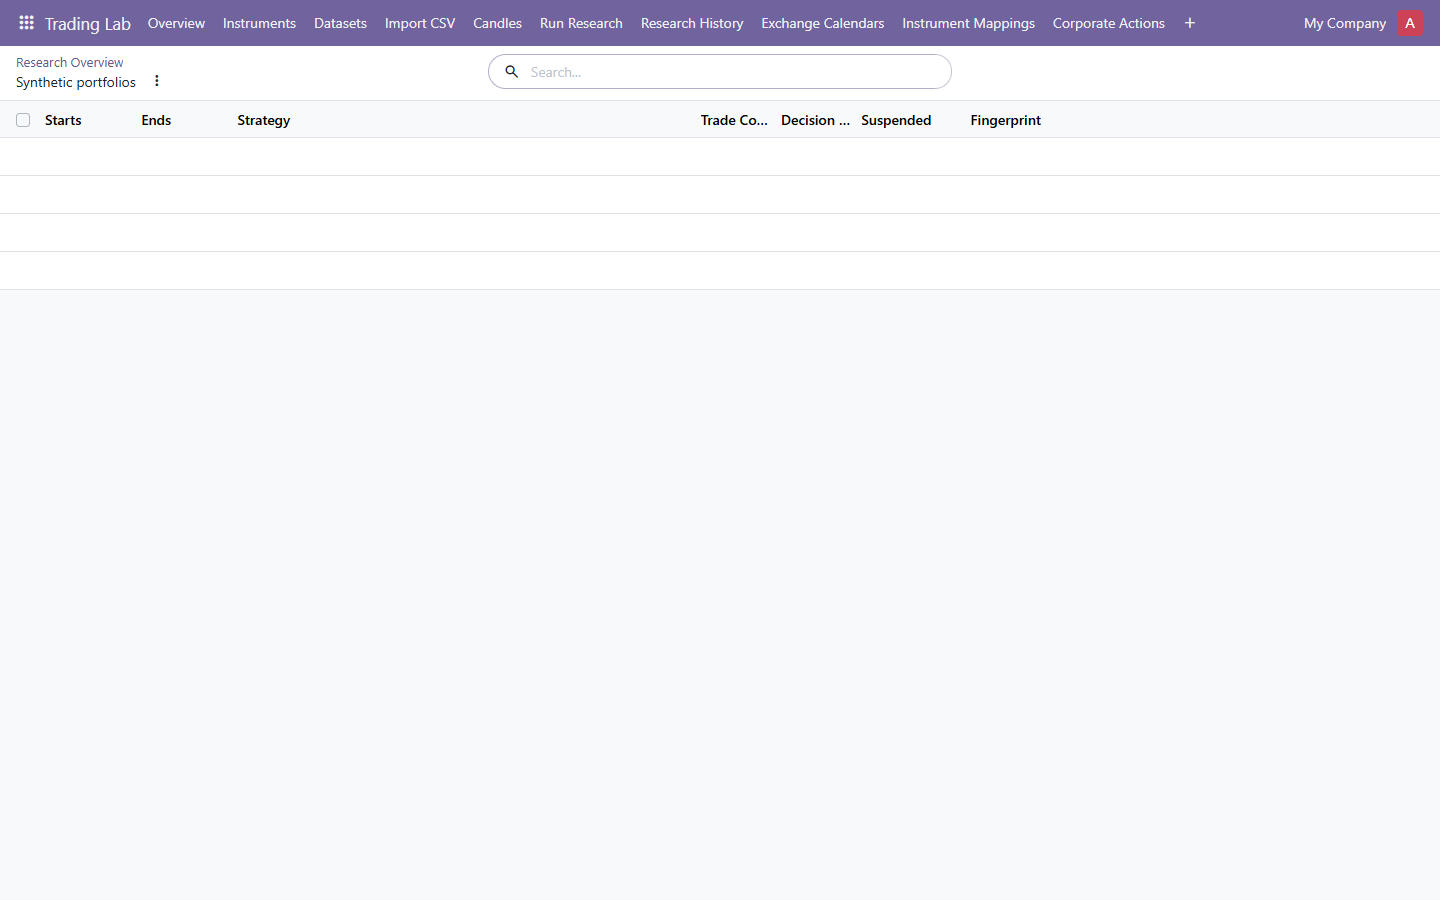 Trading Lab Overview Instruments Datasets Import CSV Candles Run Research Research History Exchange Calendars Instrument Mappings Corporate Actions + My Company A
Research Overview
Synthetic portfolios
Search...
Starts Ends Strategy Trade Co... Decision ... Suspended Fingerprint